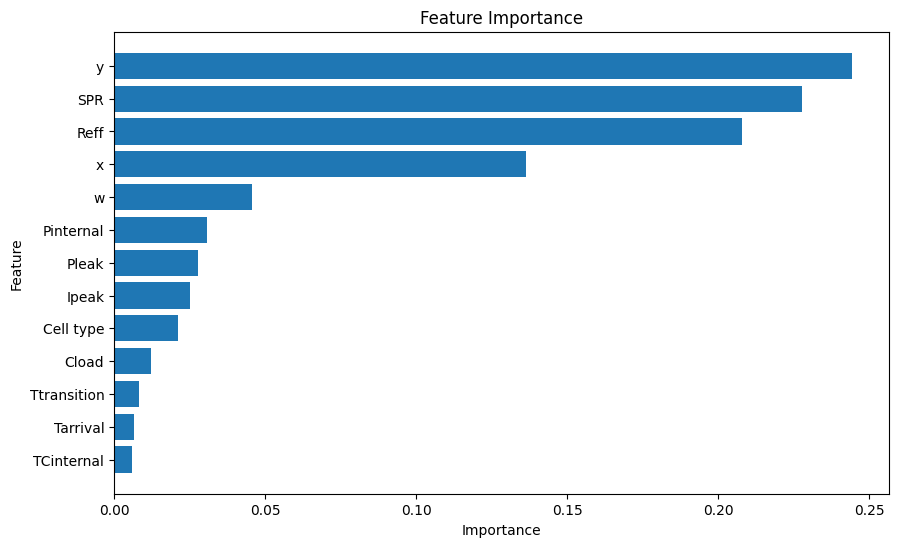 Feature Importance
Feature
y
SPR
Reff
x
w
Pinternal
Pleak
Ipeak
Cell type
Cload
Ttransition
Tarrival
TCinternal
0.00 0.05 0.10 0.15 0.20 0.25
Importance